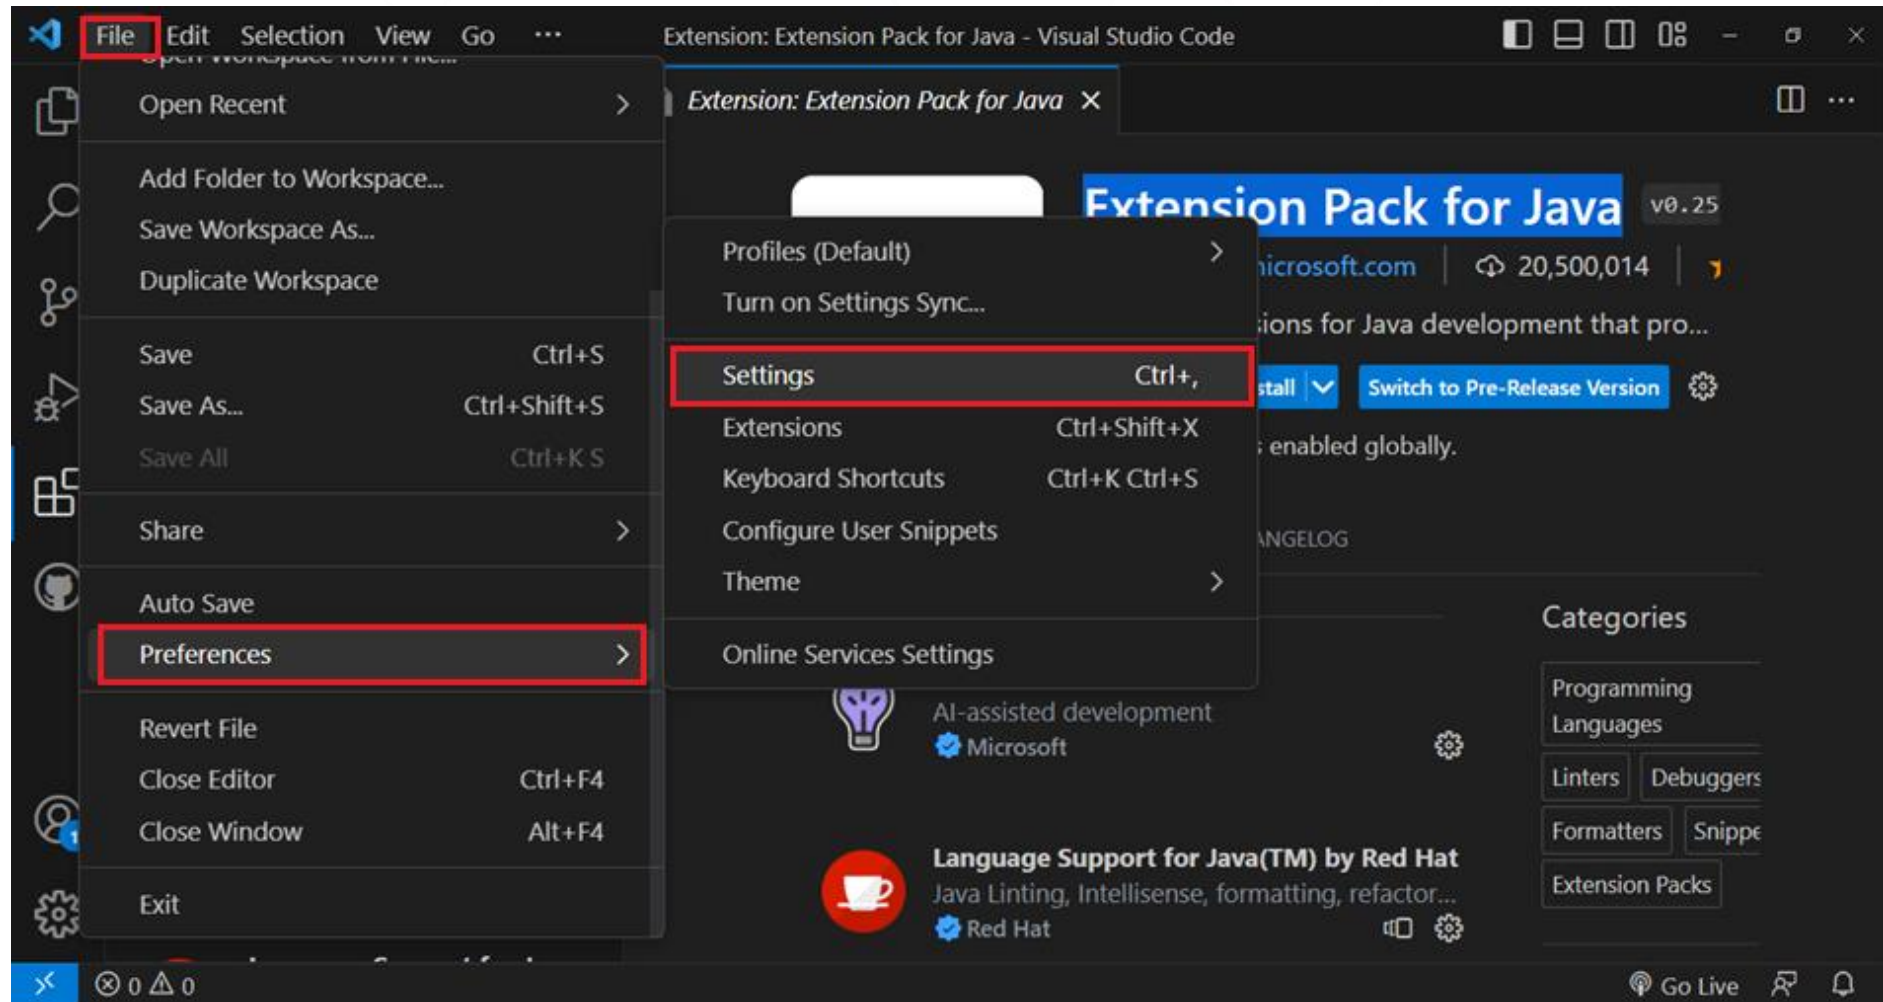 File Edit Selection View Go ···
Extension: Extension Pack for Java - Visual Studio Code
Open Workspace from File...
Open Recent
Add Folder to Workspace...
Save Workspace As...
Duplicate Workspace
Save Ctrl+S
Save As... Ctrl+Shift+S
Save All Ctrl+K S
Share
Auto Save
Preferences
Revert File
Close Editor Ctrl+F4
Close Window Alt+F4
Exit
Profiles (Default)
Turn on Settings Sync...
Settings Ctrl+,
Extensions Ctrl+Shift+X
Keyboard Shortcuts Ctrl+K Ctrl+S
Configure User Snippets
Theme
Online Services Settings
Extension: Extension Pack for Java
Extension Pack for Java v0.25
icrosoft.com 20,500,014
ions for Java development that pro...
stall Switch to Pre-Release Version
enabled globally.
ANGELOG
AI-assisted development
Microsoft
Language Support for Java(TM) by Red Hat
Java Linting, Intellisense, formatting, refactor...
Red Hat
Categories
Programming
Languages
Linters Debuggers
Formatters Snippe
Extension Packs
0 0
Go Live